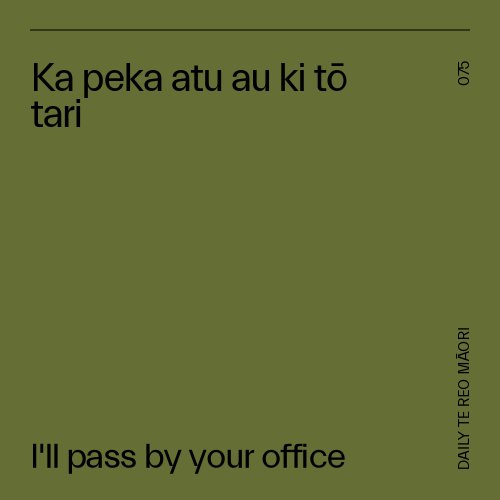 Ka peka atu au ki tō
tari
075
DAILY TE REO MĀORI
I'll pass by your office